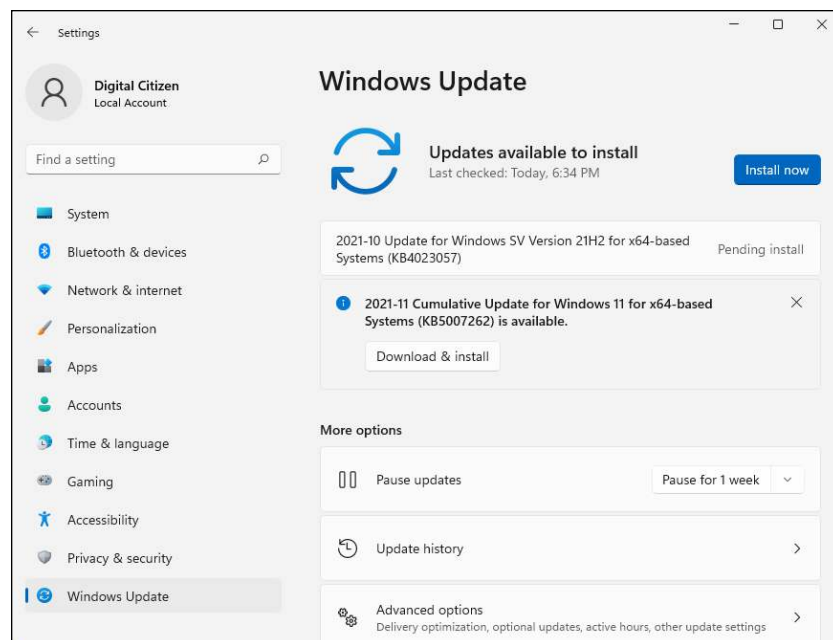 Settings
Digital Citizen
Local Account
Find a setting
System
Bluetooth & devices
Network & internet
Personalization
Apps
Accounts
Time & language
Gaming
Accessibility
Privacy & security
Windows Update
Windows Update
Updates available to install
Last checked: Today, 6:34 PM
Install now
2021-10 Update for Windows SV Version 21H2 for x64-based
Systems (KB4023057)
Pending install
2021-11 Cumulative Update for Windows 11 for x64-based
Systems (KB5007262) is available.
Download & install
More options
Pause updates
Pause for 1 week
Update history
Advanced options
Delivery optimization, optional updates, active hours, other update settings